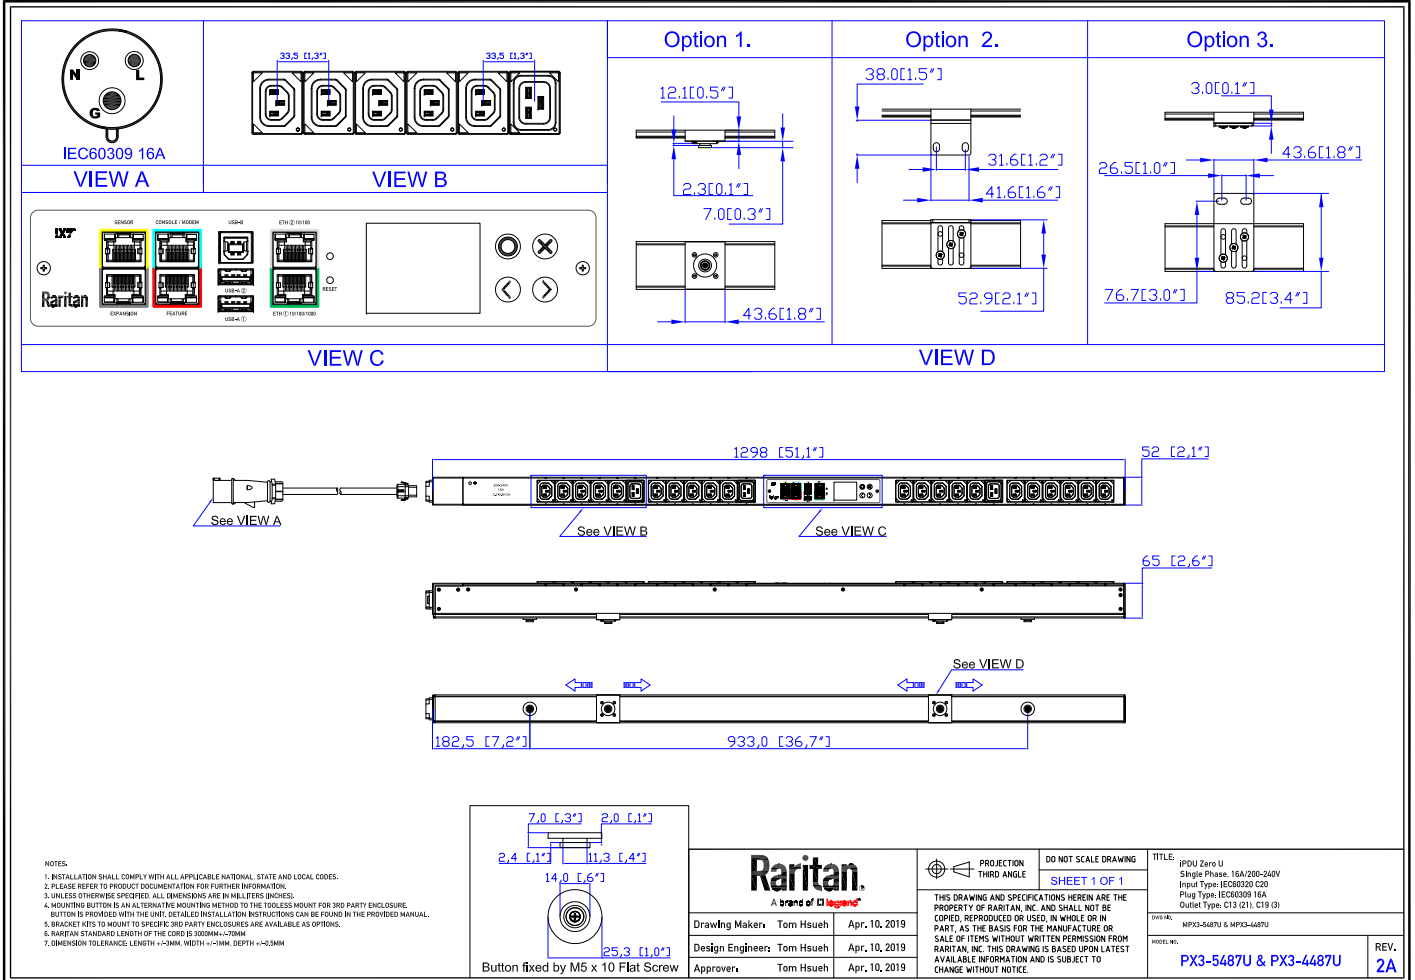 N
L
G
IEC60309 16A
VIEW A
33,5 [1,3"]
33,5 [1,3"]
VIEW B
iX7™
SENSOR
CONSOLE / MODEM
USB-B
ETH ② 10/100
Raritan
EXPANSION
FEATURE
USB-A ②
USB-A ①
ETH ① 10/100/1000
RESET
VIEW C
Option 1.
12.1[0.5"]
2.3[0.1"]
7.0[0.3"]
43.6[1.8"]
Option 2.
38.0[1.5"]
31.6[1.2"]
41.6[1.6"]
52.9[2.1"]
Option 3.
3.0[0.1"]
43.6[1.8"]
26.5[1.0"]
76.7[3.0"]
85.2[3.4"]
VIEW D
1298 [51,1"]
52 [2,1"]
See VIEW A
See VIEW B
See VIEW C
65 [2,6"]
See VIEW D
182,5 [7,2"]
933,0 [36,7"]
7,0 [,3"]
2,0 [,1"]
2,4 [,1"]
11,3 [,4"]
14,0 [,6"]
25,3 [1,0"]
Button fixed by M5 x 10 Flat Screw
NOTES.
1. INSTALLATION SHALL COMPLY WITH ALL APPLICABLE NATIONAL, STATE AND LOCAL CODES.
2. PLEASE REFER TO PRODUCT DOCUMENTATION FOR FURTHER INFORMATION.
3. UNLESS OTHERWISE SPECIFIED, ALL DIMENSIONS ARE IN MILLITERS [INCHES].
4. MOUNTING BUTTON IS AN ALTERNATIVE MOUNTING METHOD TO THE TOOLESS MOUNT FOR 3RD PARTY ENCLOSURE.
BUTTON IS PROVIDED WITH THE UNIT. DETAILED INSTALLATION INSTRUCTIONS CAN BE FOUND IN THE PROVIDED MANUAL.
5. BRACKET KITS TO MOUNT TO SPECIFIC 3RD PARTY ENCLOSURES ARE AVAILABLE AS OPTIONS.
6. RARITAN STANDARD LENGTH OF THE CORD IS 3000MM+/-70MM
7. DIMENSION TOLERANCE: LENGTH +/-3MM. WIDTH +/-1MM. DEPTH +/-0.5MM
Raritan.
A brand of legrand
Drawing Maker: Tom Hsueh Apr. 10. 2019
Design Engineer: Tom Hsueh Apr. 10. 2019
Approver: Tom Hsueh Apr. 10. 2019
PROJECTION
THIRD ANGLE
DO NOT SCALE DRAWING
SHEET 1 OF 1
THIS DRAWING AND SPECIFICATIONS HEREIN ARE THE
PROPERTY OF RARITAN, INC. AND SHALL NOT BE
COPIED, REPRODUCED OR USED, IN WHOLE OR IN
PART, AS THE BASIS FOR THE MANUFACTURE OR
SALE OF ITEMS WITHOUT WRITTEN PERMISSION FROM
RARITAN, INC. THIS DRAWING IS BASED UPON LATEST
AVAILABLE INFORMATION AND IS SUBJECT TO
CHANGE WITHOUT NOTICE.
TITLE:
iPDU Zero U
Single Phase, 16A/200-240V
Input Type: IEC60320 C20
Plug Type: IEC60309 16A
Outlet Type: C13 (21), C19 (3)
DWG NO.
MPX3-5487U & MPX3-4487U
MODEL NO.
PX3-5487U & PX3-4487U
REV.
2A